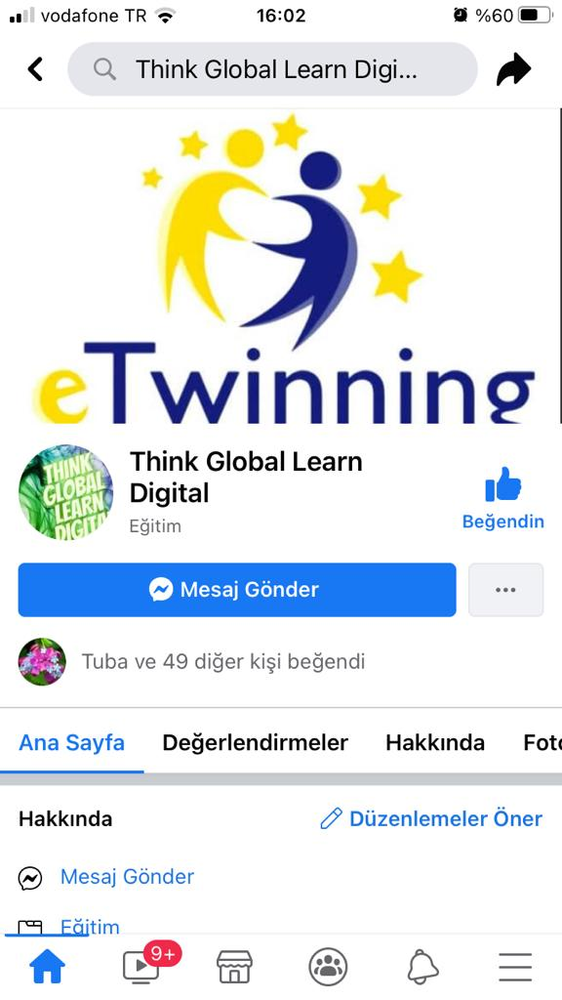 vodafone TR 16:02 %60
Think Global Learn Digi...
eTwinning
THINK
GLOBAL
LEARN
DIGITA
Think Global Learn
Digital
Eğitim
Beğendin
Mesaj Gönder
Tuba ve 49 diğer kişi beğendi
Ana Sayfa Değerlendirmeler Hakkında Foto
Hakkında Düzenlemeler Öner
Mesaj Gönder
Eğitim
9+